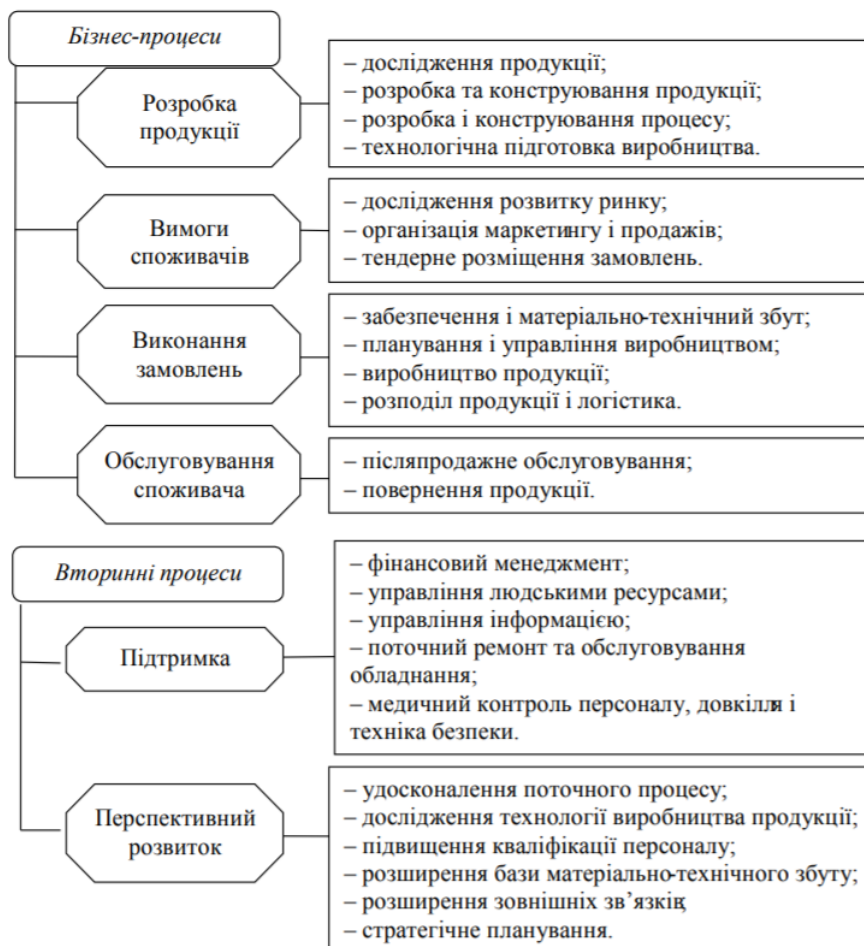 Бізнес-процеси
Розробка
продукції
– дослідження продукції;
– розробка та конструювання продукції;
– розробка і конструювання процесу;
– технологічна підготовка виробництва.
Вимоги
споживачів
– дослідження розвитку ринку;
– організація маркетингу і продажів;
– тендерне розміщення замовлень.
Виконання
замовлень
– забезпечення і матеріально-технічний збут;
– планування і управління виробництвом;
– виробництво продукції;
– розподіл продукції і логістика.
Обслуговування
споживача
– післяпродажне обслуговування;
– повернення продукції.
Вторинні процеси
Підтримка
– фінансовий менеджмент;
– управління людськими ресурсами;
– управління інформацією;
– поточний ремонт та обслуговування
обладнання;
– медичний контроль персоналу, довкілля і
техніка безпеки.
Перспективний
розвиток
– удосконалення поточного процесу;
– дослідження технології виробництва продукції;
– підвищення кваліфікації персоналу;
– розширення бази матеріально-технічного збуту;
– розширення зовнішніх зв’язків;
– стратегічне планування.